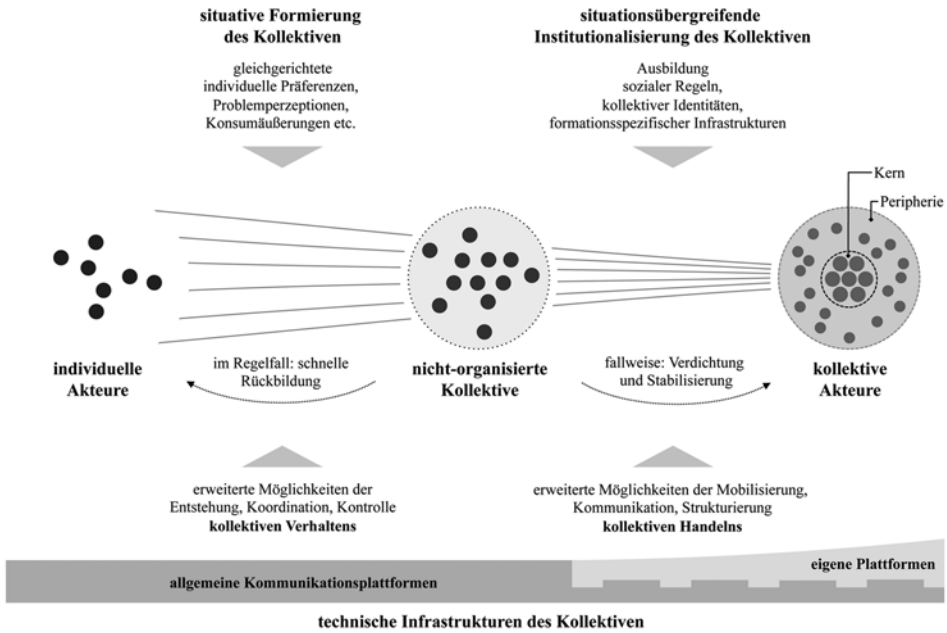 situative Formierung
des Kollektiven
gleichgerichtete
individuelle Präferenzen,
Problemperzeptionen,
Konsumäußerungen etc.
situationsübergreifende
Institutionalisierung des Kollektiven
Ausbildung
sozialer Regeln,
kollektiver Identitäten,
formationsspezifischer Infrastrukturen
Kern
Peripherie
individuelle
Akteure
im Regelfall: schnelle
Rückbildung
nicht-organisierte
Kollektive
fallweise: Verdichtung
und Stabilisierung
kollektive
Akteure
erweiterte Möglichkeiten der
Entstehung, Koordination, Kontrolle
kollektiven Verhaltens
erweiterte Möglichkeiten der Mobilisierung,
Kommunikation, Strukturierung
kollektiven Handelns
allgemeine Kommunikationsplattformen
eigene Plattformen
technische Infrastrukturen des Kollektiven